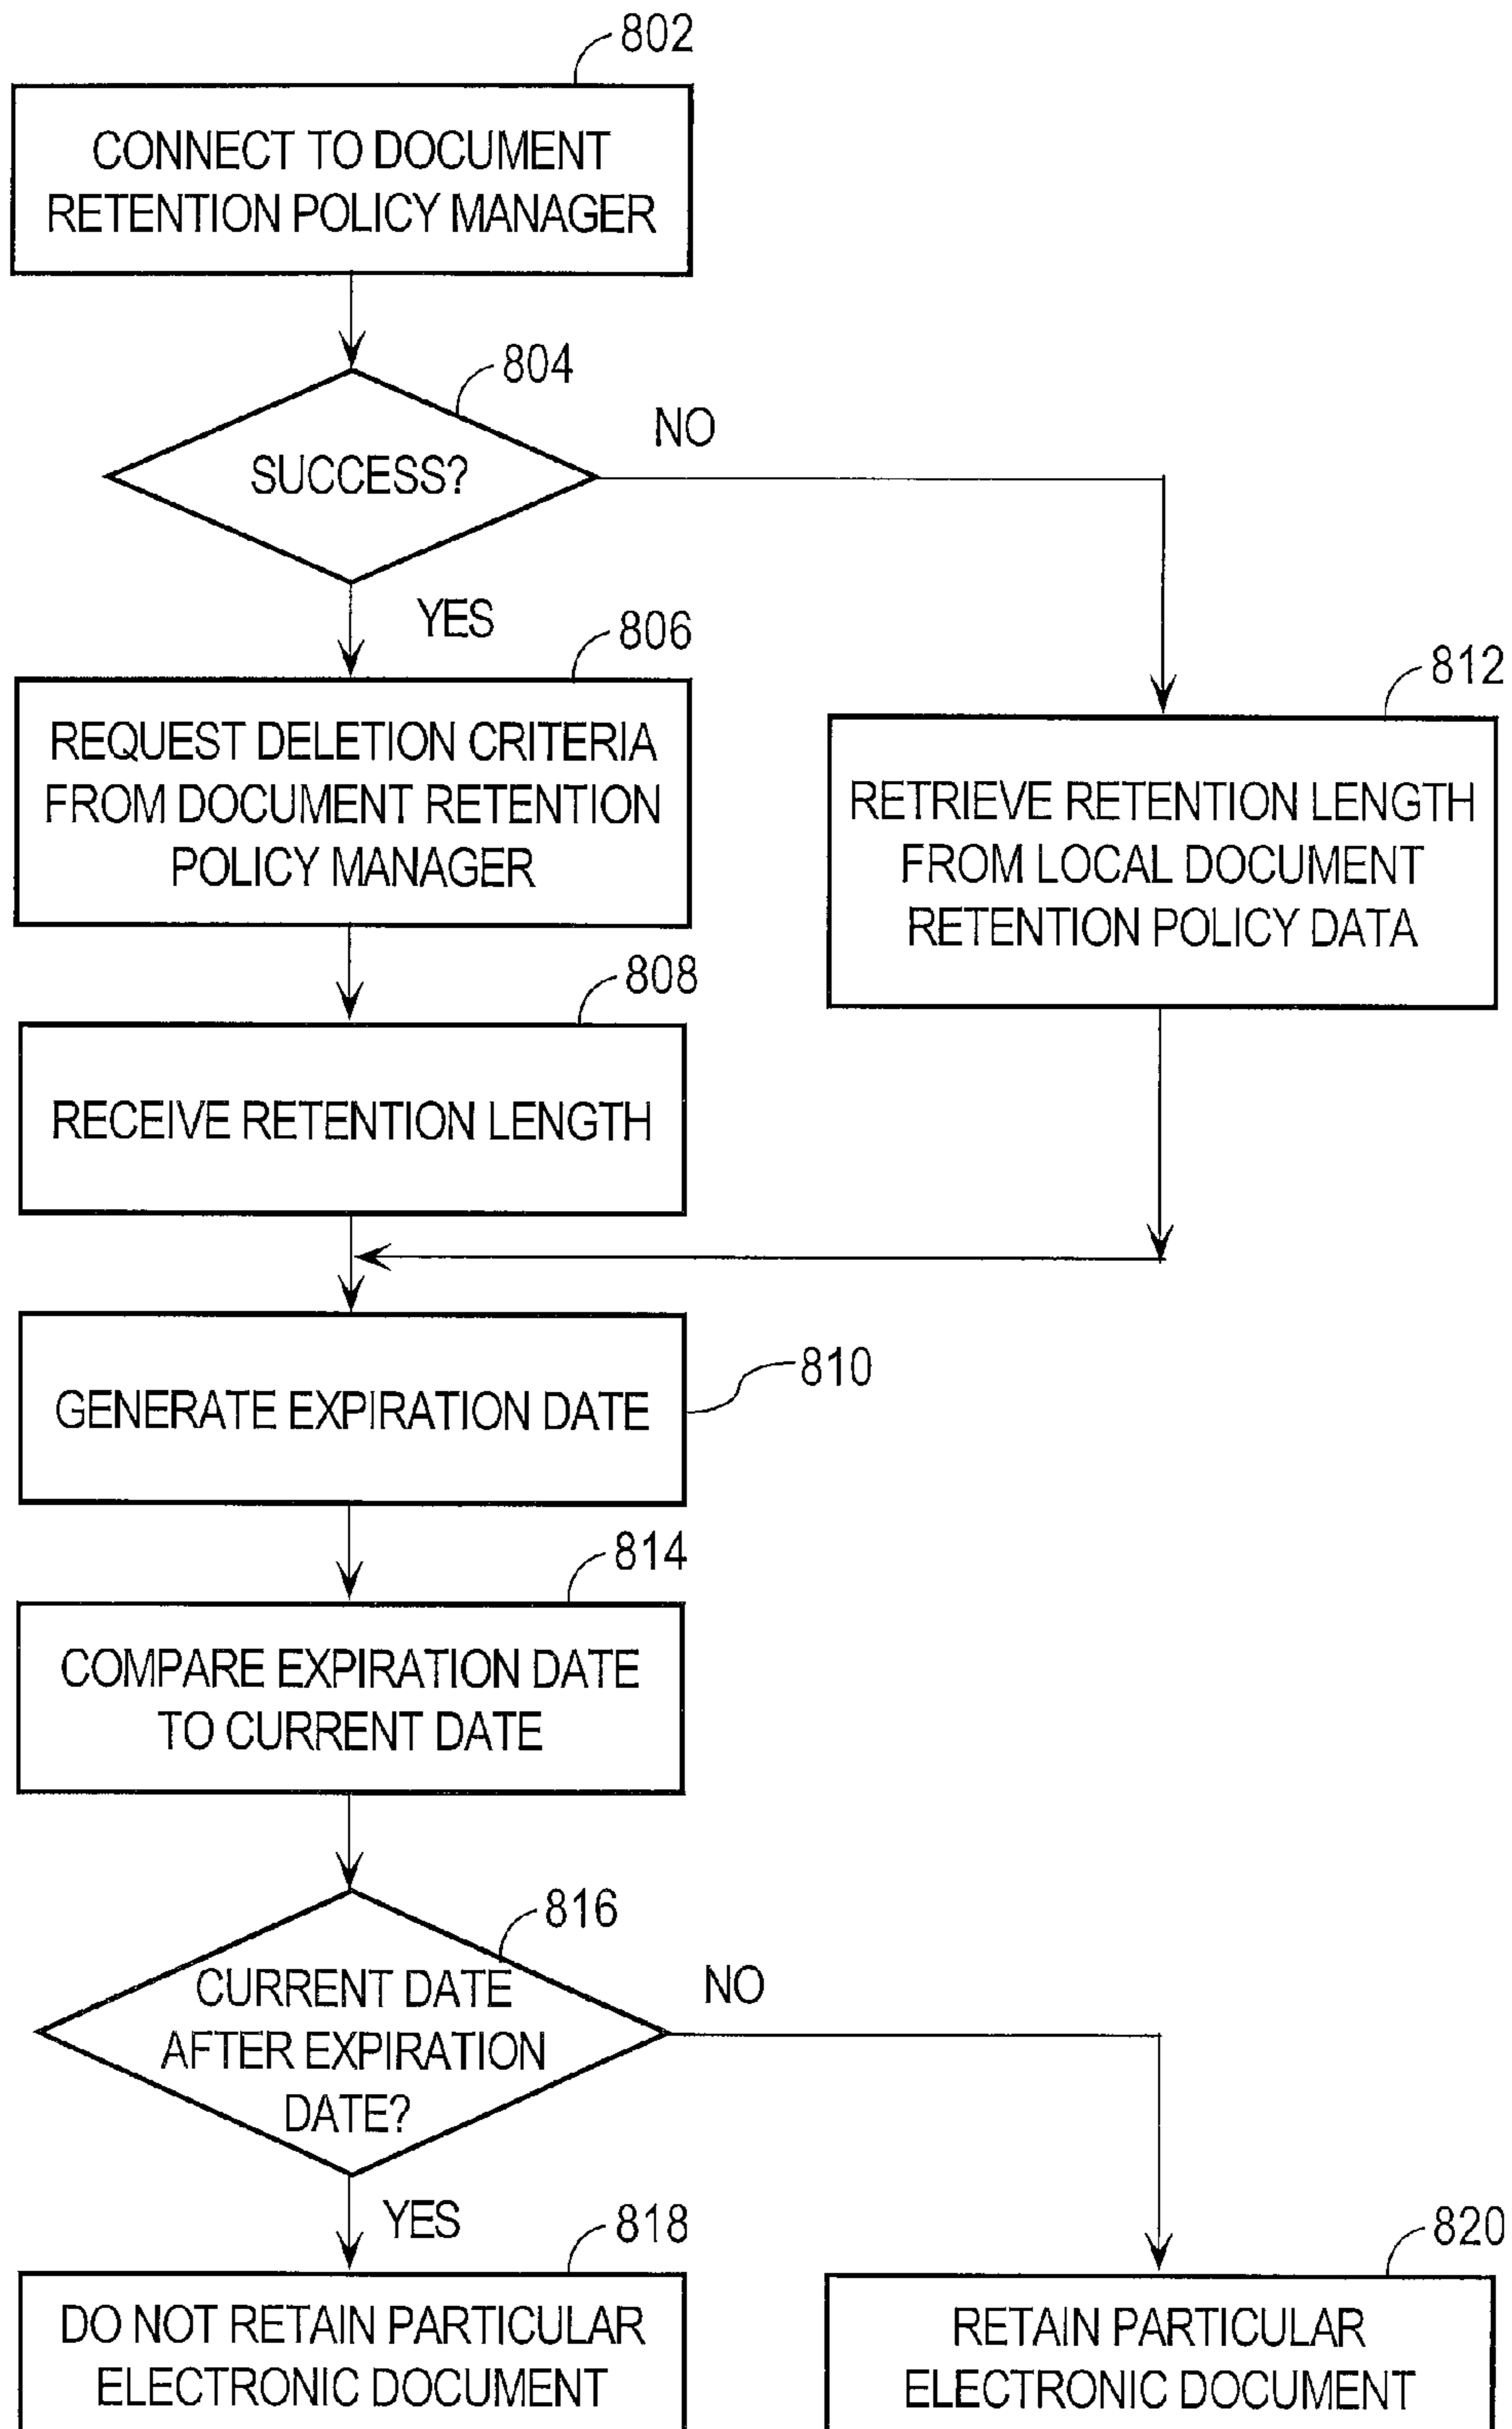 802
CONNECT TO DOCUMENT
RETENTION POLICY MANAGER
804
SUCCESS?
NO
YES
806
REQUEST DELETION CRITERIA
FROM DOCUMENT RETENTION
POLICY MANAGER
812
RETRIEVE RETENTION LENGTH
FROM LOCAL DOCUMENT
RETENTION POLICY DATA
808
RECEIVE RETENTION LENGTH
810
GENERATE EXPIRATION DATE
814
COMPARE EXPIRATION DATE
TO CURRENT DATE
816
CURRENT DATE
AFTER EXPIRATION
DATE?
NO
YES
818
DO NOT RETAIN PARTICULAR
ELECTRONIC DOCUMENT
820
RETAIN PARTICULAR
ELECTRONIC DOCUMENT